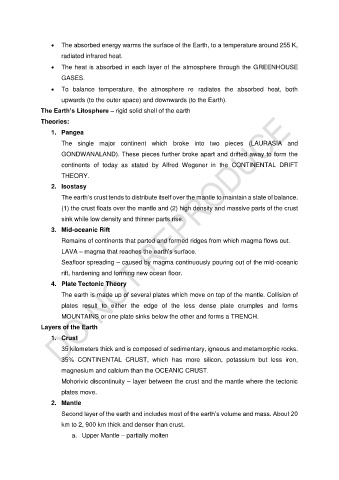 • The absorbed energy warms the surface of the Earth, to a temperature around 255 K,
radiated infrared heat.
• The heat is absorbed in each layer of the atmosphere through the GREENHOUSE
GASES.
• To balance temperature, the atmosphere re radiates the absorbed heat, both
upwards (to the outer space) and downwards (to the Earth).
The Earth's Litosphere – rigid solid shell of the earth
Theories:
1. Pangea
The single major continent which broke into two pieces (LAURASIA and
GONDWANALAND). These pieces further broke apart and drifted away to form the
continents of today as stated by Alfred Wegener in the CONTINENTAL DRIFT
THEORY.
2. Isostasy
The earth's crust tends to distribute itself over the mantle to maintain a state of balance.
(1) the crust floats over the mantle and (2) high density and massive parts of the crust
sink while low density and thinner parts rise.
3. Mid-oceanic Rift
Remains of continents that parted and formed ridges from which magma flows out.
LAVA – magma that reaches the earth's surface.
Seafloor spreading – caused by magma continuously pouring out of the mid-oceanic
rift, hardening and forming new ocean floor.
4. Plate Tectonic Theory
The earth is made up of several plates which move on top of the mantle. Collision of
plates result to either the edge of the less dense plate crumples and forms
MOUNTAINS or one plate sinks below the other and forms a TRENCH.
Layers of the Earth
1. Crust
35 kilometers thick and is composed of sedimentary, igneous and metamorphic rocks.
35% CONTINENTAL CRUST, which has more silicon, potassium but less iron,
magnesium and calcium than the OCEANIC CRUST.
Mohorivic discontinuity – layer between the crust and the mantle where the tectonic
plates move.
2. Mantle
Second layer of the earth and includes most of the earth's volume and mass. About 20
km to 2, 900 km thick and denser than crust.
a. Upper Mantle – partially molten
DO NOT REPRODUCE